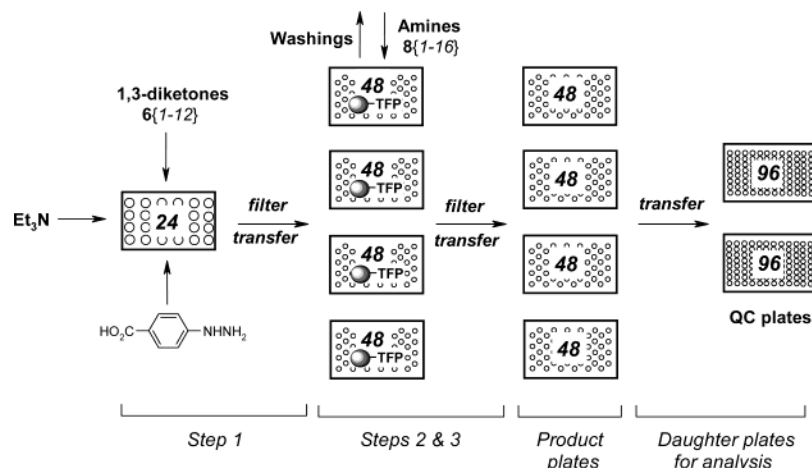 Washings
Amines
8{1-16}
1,3-diketones
6{1-12}
Et₃N
24
HO₂C
NHNH₂
filter
transfer
48
TFP
48
TFP
48
TFP
48
TFP
filter
transfer
48
48
48
48
transfer
96
96
QC plates
Step 1
Steps 2 & 3
Product
plates
Daughter plates
for analysis